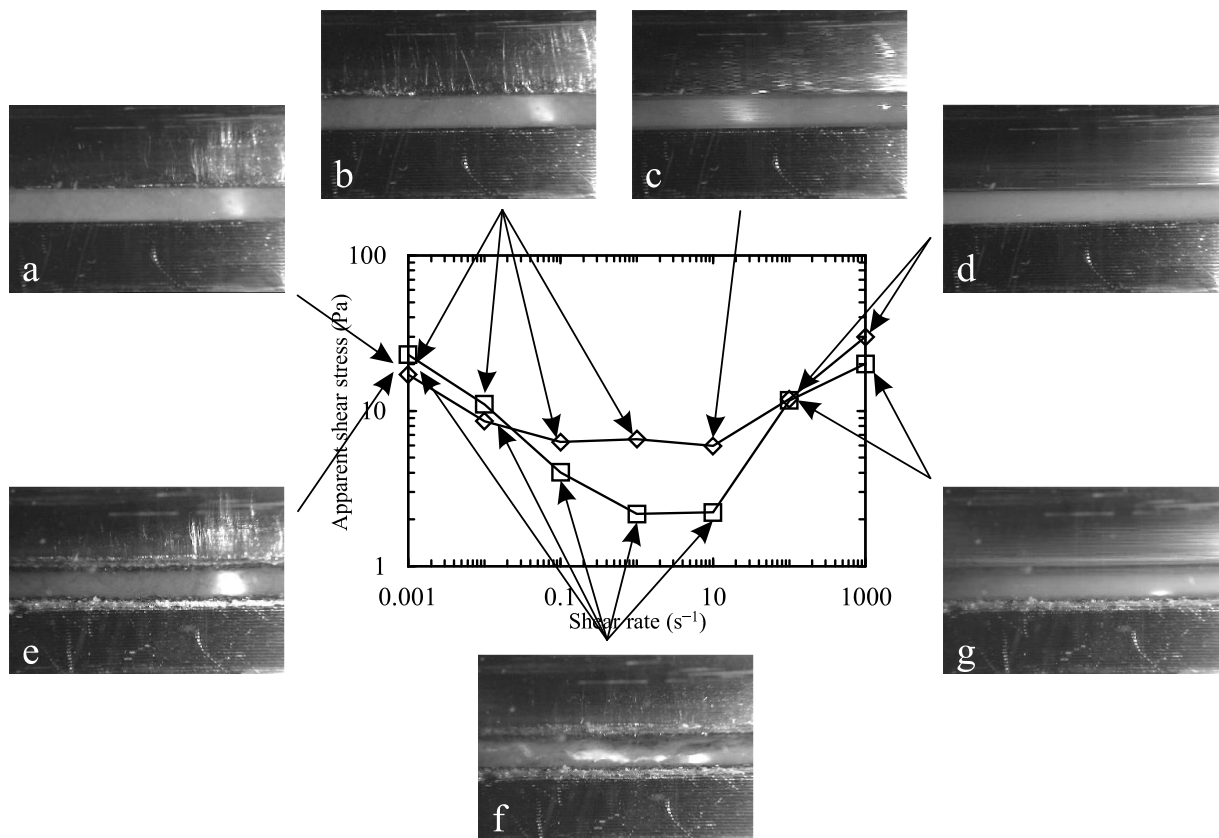 b
c
a
d
100
10
1
Apparent shear stress (Pa)
0.001
0.1
10
1000
Shear rate (s⁻¹)
e
g
f